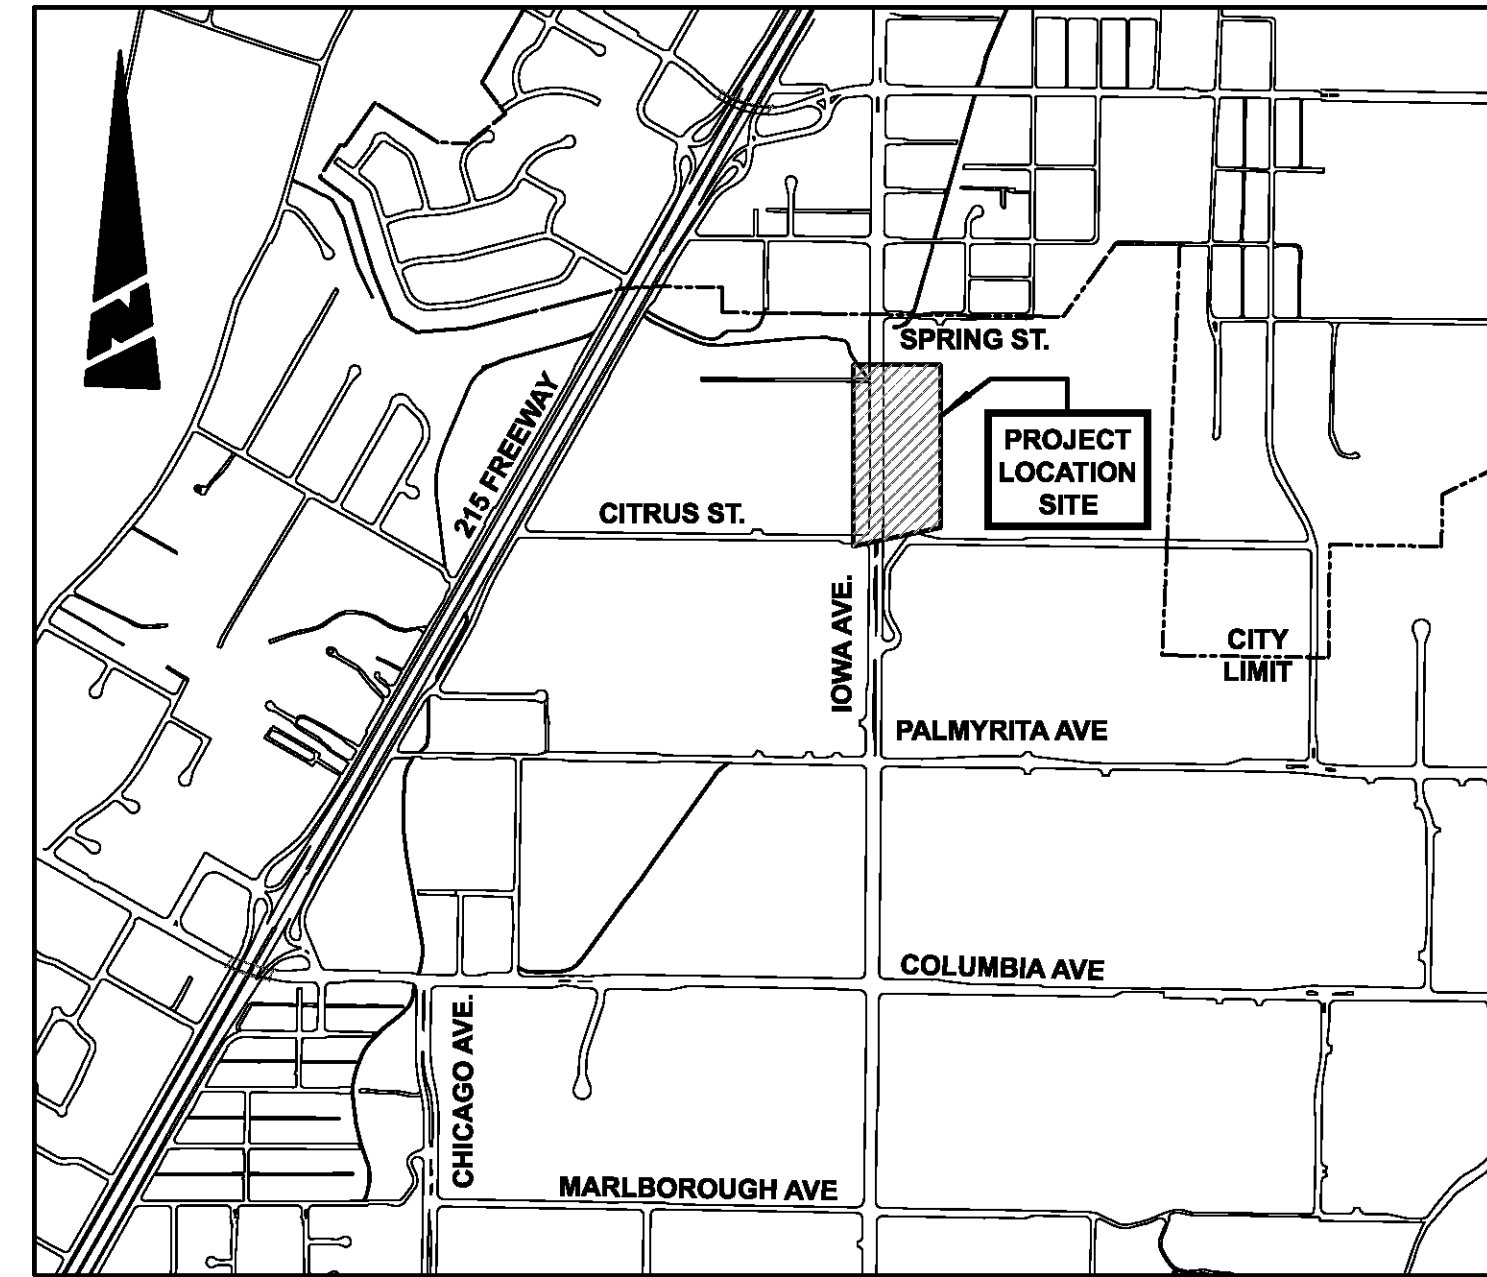 N
SPRING ST.
215 FREEWAY
PROJECT
LOCATION
SITE
CITRUS ST.
IOWA AVE.
CITY
LIMIT
PALMYRITA AVE
COLUMBIA AVE
CHICAGO AVE.
MARLBOROUGH AVE